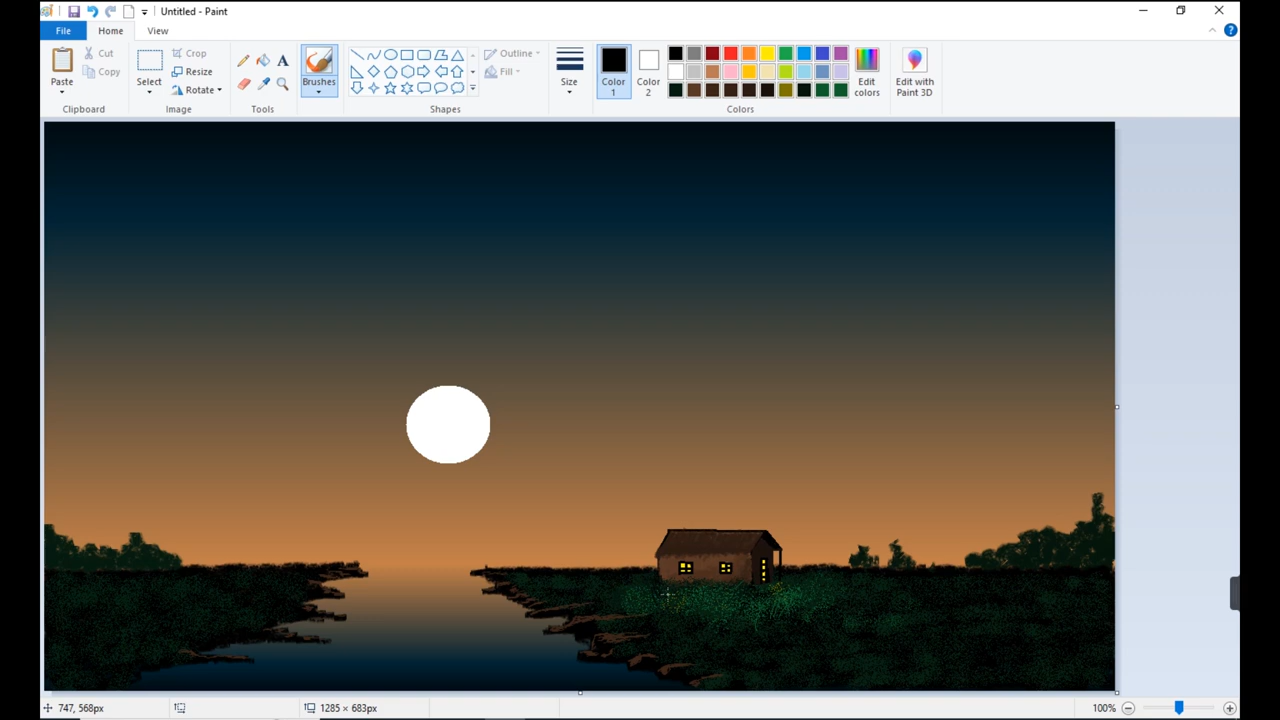 Untitled - Paint
File
Home
View
Paste
Cut
Copy
Clipboard
Select
Crop
Resize
Rotate
Image
Tools
Brushes
Outline
Fill
Shapes
Size
Color 1
Color 2
Edit colors
Colors
Edit with Paint 3D
747, 568px
1285 × 683px
100%